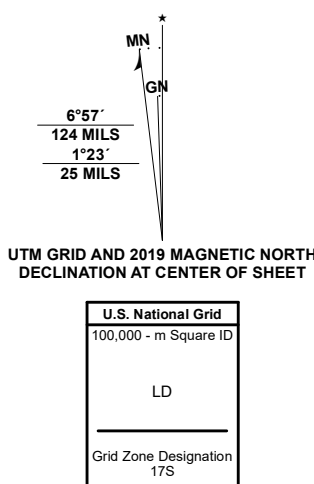 ★
MN
GN
6°57´
124 MILS
1°23´
25 MILS
UTM GRID AND 2019 MAGNETIC NORTH
DECLINATION AT CENTER OF SHEET
U.S. National Grid
100,000 - m Square ID
LD
Grid Zone Designation
17S